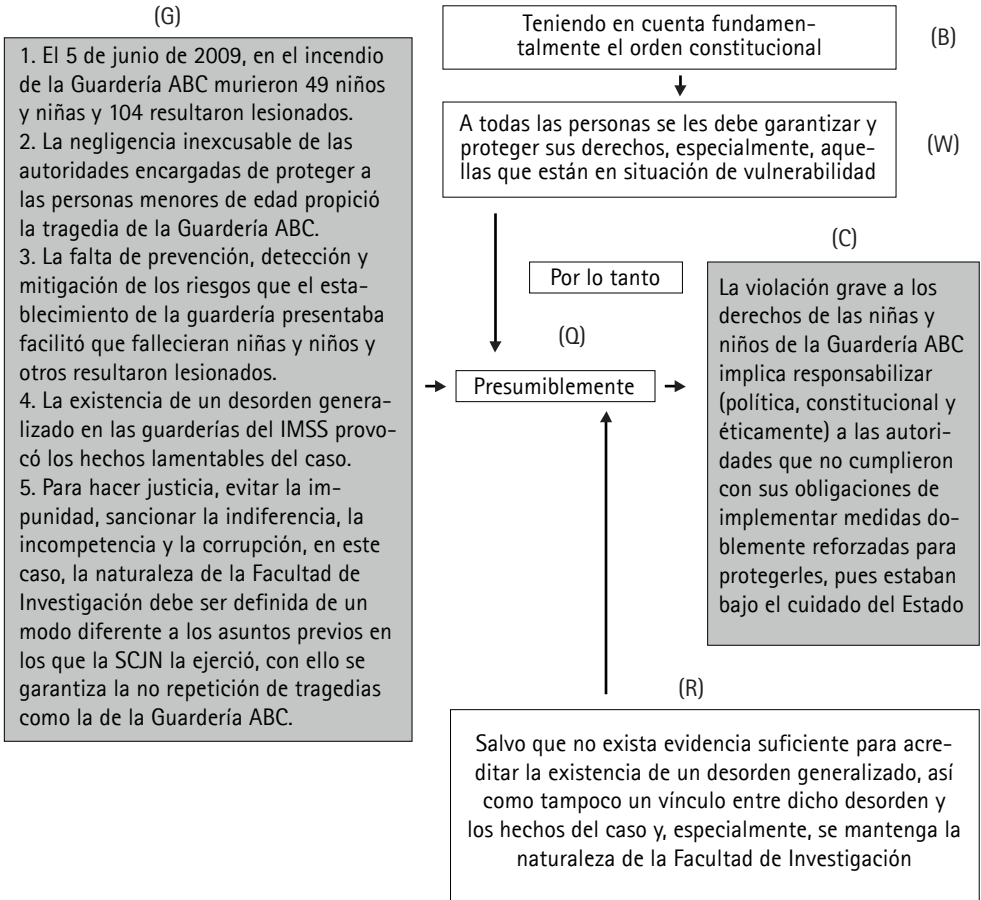 (G)
1. El 5 de junio de 2009, en el incendio
de la Guardería ABC murieron 49 niños
y niñas y 104 resultaron lesionados.
2. La negligencia inexcusable de las
autoridades encargadas de proteger a
las personas menores de edad propició
la tragedia de la Guardería ABC.
3. La falta de prevención, detección y
mitigación de los riesgos que el esta-
blecimiento de la guardería presentaba
facilitó que fallecieran niñas y niños y
otros resultaron lesionados.
4. La existencia de un desorden genera-
lizado en las guarderías del IMSS provo-
có los hechos lamentables del caso.
5. Para hacer justicia, evitar la im-
punidad, sancionar la indiferencia, la
incompetencia y la corrupción, en este
caso, la naturaleza de la Facultad de
Investigación debe ser definida de un
modo diferente a los asuntos previos en
los que la SCJN la ejerció, con ello se
garantiza la no repetición de tragedias
como la de la Guardería ABC.
Teniendo en cuenta fundamen-
talmente el orden constitucional
(B)
A todas las personas se les debe garantizar y
proteger sus derechos, especialmente, aque-
llas que están en situación de vulnerabilidad
(W)
Por lo tanto
(Q)
Presumiblemente
(C)
La violación grave a los
derechos de las niñas y
niños de la Guardería ABC
implica responsabilizar
(política, constitucional y
éticamente) a las autori-
dades que no cumplieron
con sus obligaciones de
implementar medidas do-
blemente reforzadas para
protegerles, pues estaban
bajo el cuidado del Estado
(R)
Salvo que no exista evidencia suficiente para acre-
ditar la existencia de un desorden generalizado, así
como tampoco un vínculo entre dicho desorden y
los hechos del caso y, especialmente, se mantenga la
naturaleza de la Facultad de Investigación